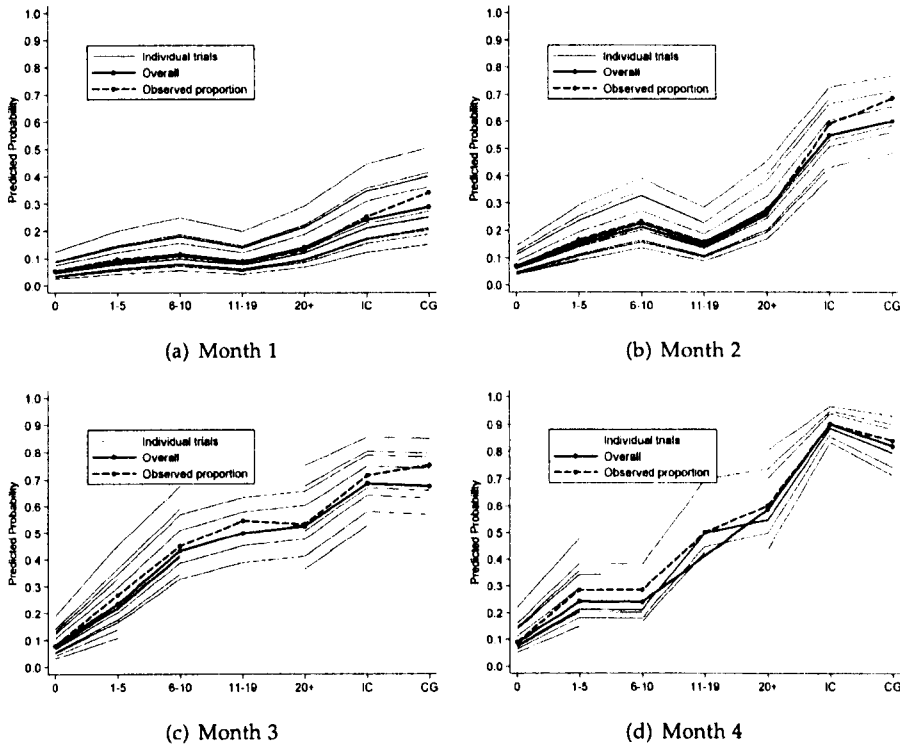 1.0
0.9
0.8
0.7
0.6
0.5
0.4
0.3
0.2
0.1
0.0
Predicted Probability
Individual trials
Overall
Observed proportion
0 1-5 6-10 11-19 20+ IC CG
(a) Month 1
1.0
0.9
0.8
0.7
0.6
0.5
0.4
0.3
0.2
0.1
0.0
Predicted Probability
Individual trials
Overall
Observed proportion
0 1-5 6-10 11-19 20+ IC CG
(b) Month 2
1.0
0.9
0.8
0.7
0.6
0.5
0.4
0.3
0.2
0.1
0.0
Predicted Probability
Individual trials
Overall
Observed proportion
0 1-5 6-10 11-19 20+ IC CG
(c) Month 3
1.0
0.9
0.8
0.7
0.6
0.5
0.4
0.3
0.2
0.1
0.0
Predicted Probability
Individual trials
Overall
Observed proportion
0 1-5 6-10 11-19 20+ IC CG
(d) Month 4